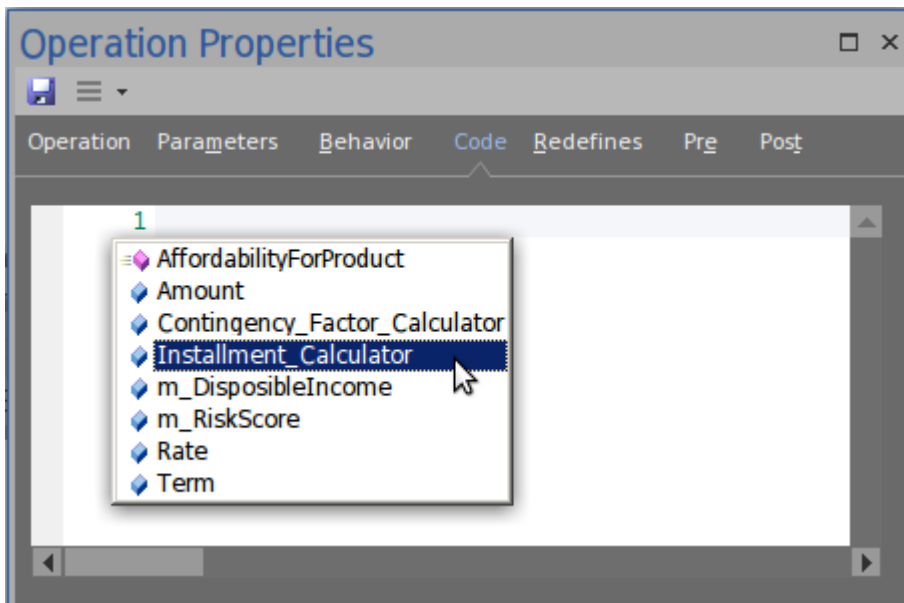 Operation Properties
Operation Parameters Behavior Code Redefines Pre Post
1
AffordabilityForProduct
Amount
Contingency_Factor_Calculator
Installment_Calculator
m_DisposibleIncome
m_RiskScore
Rate
Term